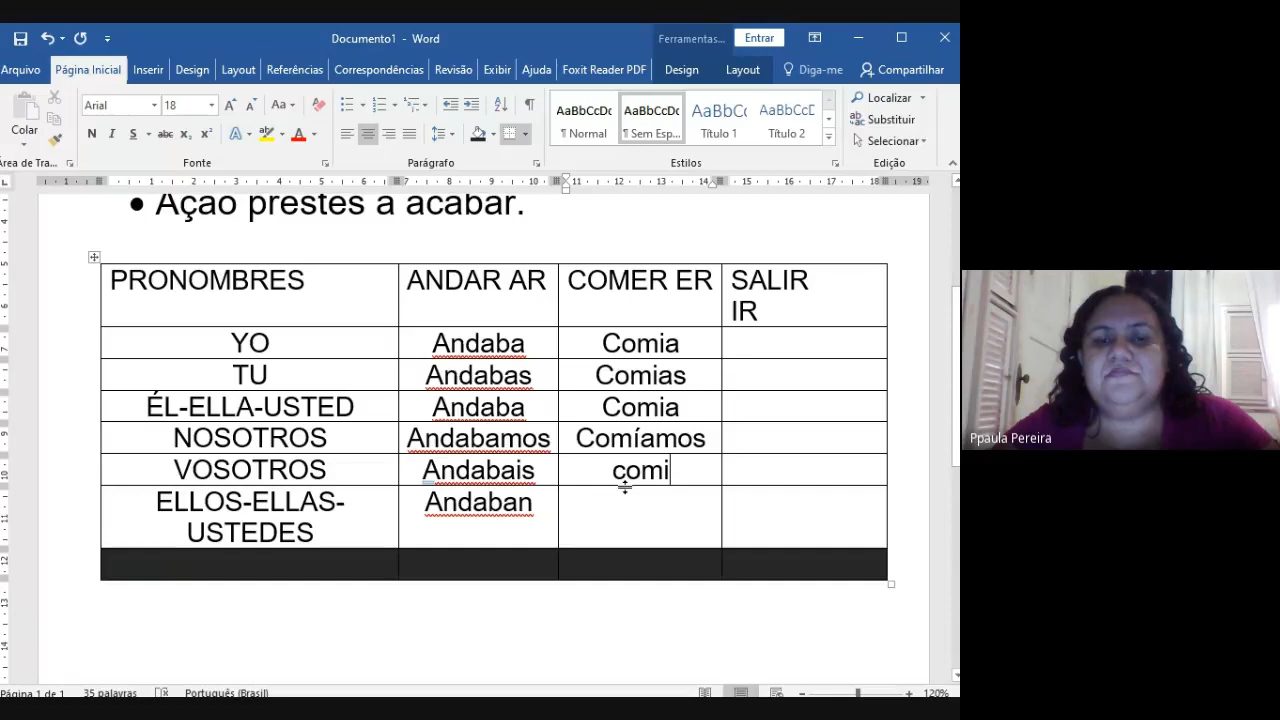 Documento1 - Word
Ferramentas...
Entrar
Arquivo Página Inicial Inserir Design Layout Referências Correspondências Revisão Exibir Ajuda Foxit Reader PDF Design Layout Diga-me Compartilhar
Colar
Arial 18
AaBbCcDc AaBbCcDc AaBbCc AaBbCcD
¶ Normal ¶ Sem Esp... Título 1 Título 2
Localizar
Substituir
Selecionar
Área de Tra... Fonte Parágrafo Estilos Edição
• Ação prestes a acabar.
PRONOMBRES ANDAR AR COMER ER SALIR
IR
YO Andaba Comia
TU Andabas Comias
ÉL-ELLA-USTED Andaba Comia
NOSOTROS Andabamos Comíamos
VOSOTROS Andabais comi
ELLOS-ELLAS- Andaban
USTEDES
Ppaula Pereira
Página 1 de 1 35 palavras Português (Brasil) 120%